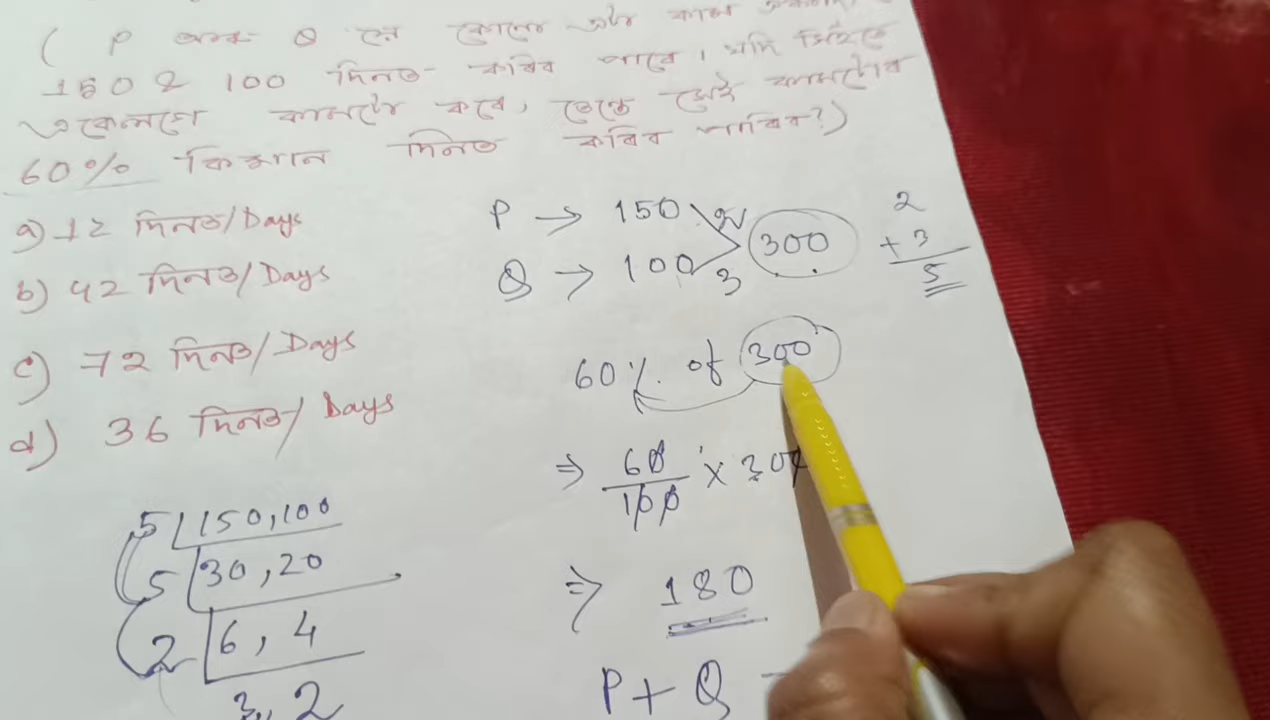 ( P আৰু Q য়ে কোনো এটা কাম
150 2 100 দিনত কৰিব পাৰে। যদি সিহঁতে
একেলগে কামটো কৰে, তেন্তে সেই কামটোৰ
60% কিমান দিনত কৰিব পাৰিব?)
a) 12 দিনত/Days
b) 42 দিনত/Days
c) 72 দিনত/Days
d) 36 দিনত/Days
P → 150 2
Q → 100 3
300
2
+ 3
5
60% of 300
⇒ 60/100 × 300
⇒ 180
P + Q
5 150, 100
5 30, 20
2 6, 4
3, 2